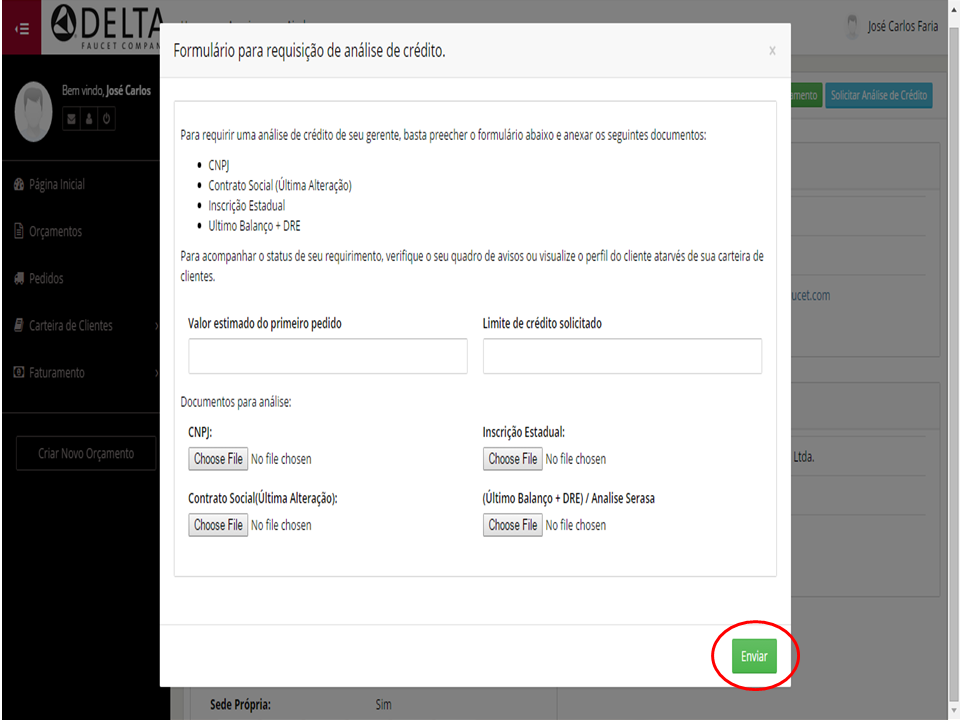 DELTA
FAUCET COMPAN
José Carlos Faria
Formulário para requisição de análise de crédito.
x
Bem vindo, José Carlos
amento
Solicitar Análise de Crédito
Para requirir uma análise de crédito de seu gerente, basta preecher o formulário abaixo e anexar os seguintes documentos:
• CNPJ
• Contrato Social (Última Alteração)
• Inscrição Estadual
• Ultimo Balanço + DRE
Para acompanhar o status de seu requirimento, verifique o seu quadro de avisos ou visualize o perfil do cliente atarvés de sua carteira de
clientes.
Página Inicial
Orçamentos
Pedidos
Carteira de Clientes
Faturamento
Criar Novo Orçamento
ucet.com
Valor estimado do primeiro pedido
Limite de crédito solicitado
Documentos para análise:
CNPJ:
Inscrição Estadual:
Choose File No file chosen
Choose File No file chosen
Ltda.
Contrato Social(Última Alteração):
(Último Balanço + DRE) / Analise Serasa
Choose File No file chosen
Choose File No file chosen
Enviar
Sede Própria: Sim